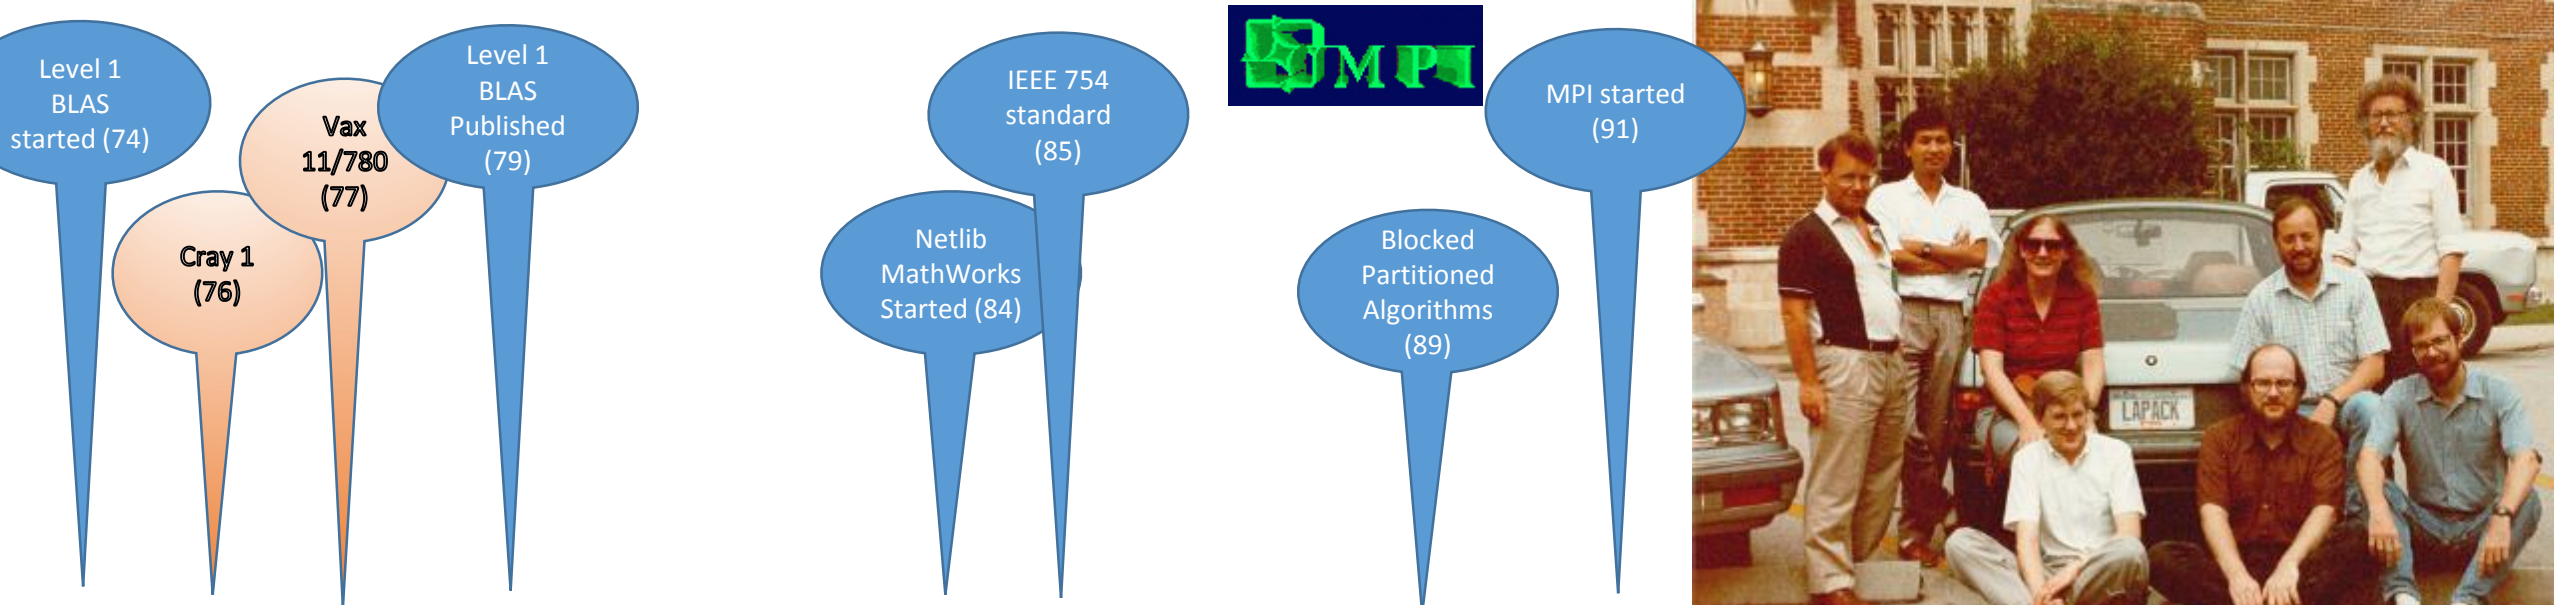 Level 1
BLAS
started (74)
Cray 1
(76)
Vax
11/780
(77)
Level 1
BLAS
Published
(79)
Netlib
MathWorks
Started (84)
IEEE 754
standard
(85)
MPI
Blocked
Partitioned
Algorithms
(89)
MPI started
(91)
LAPACK